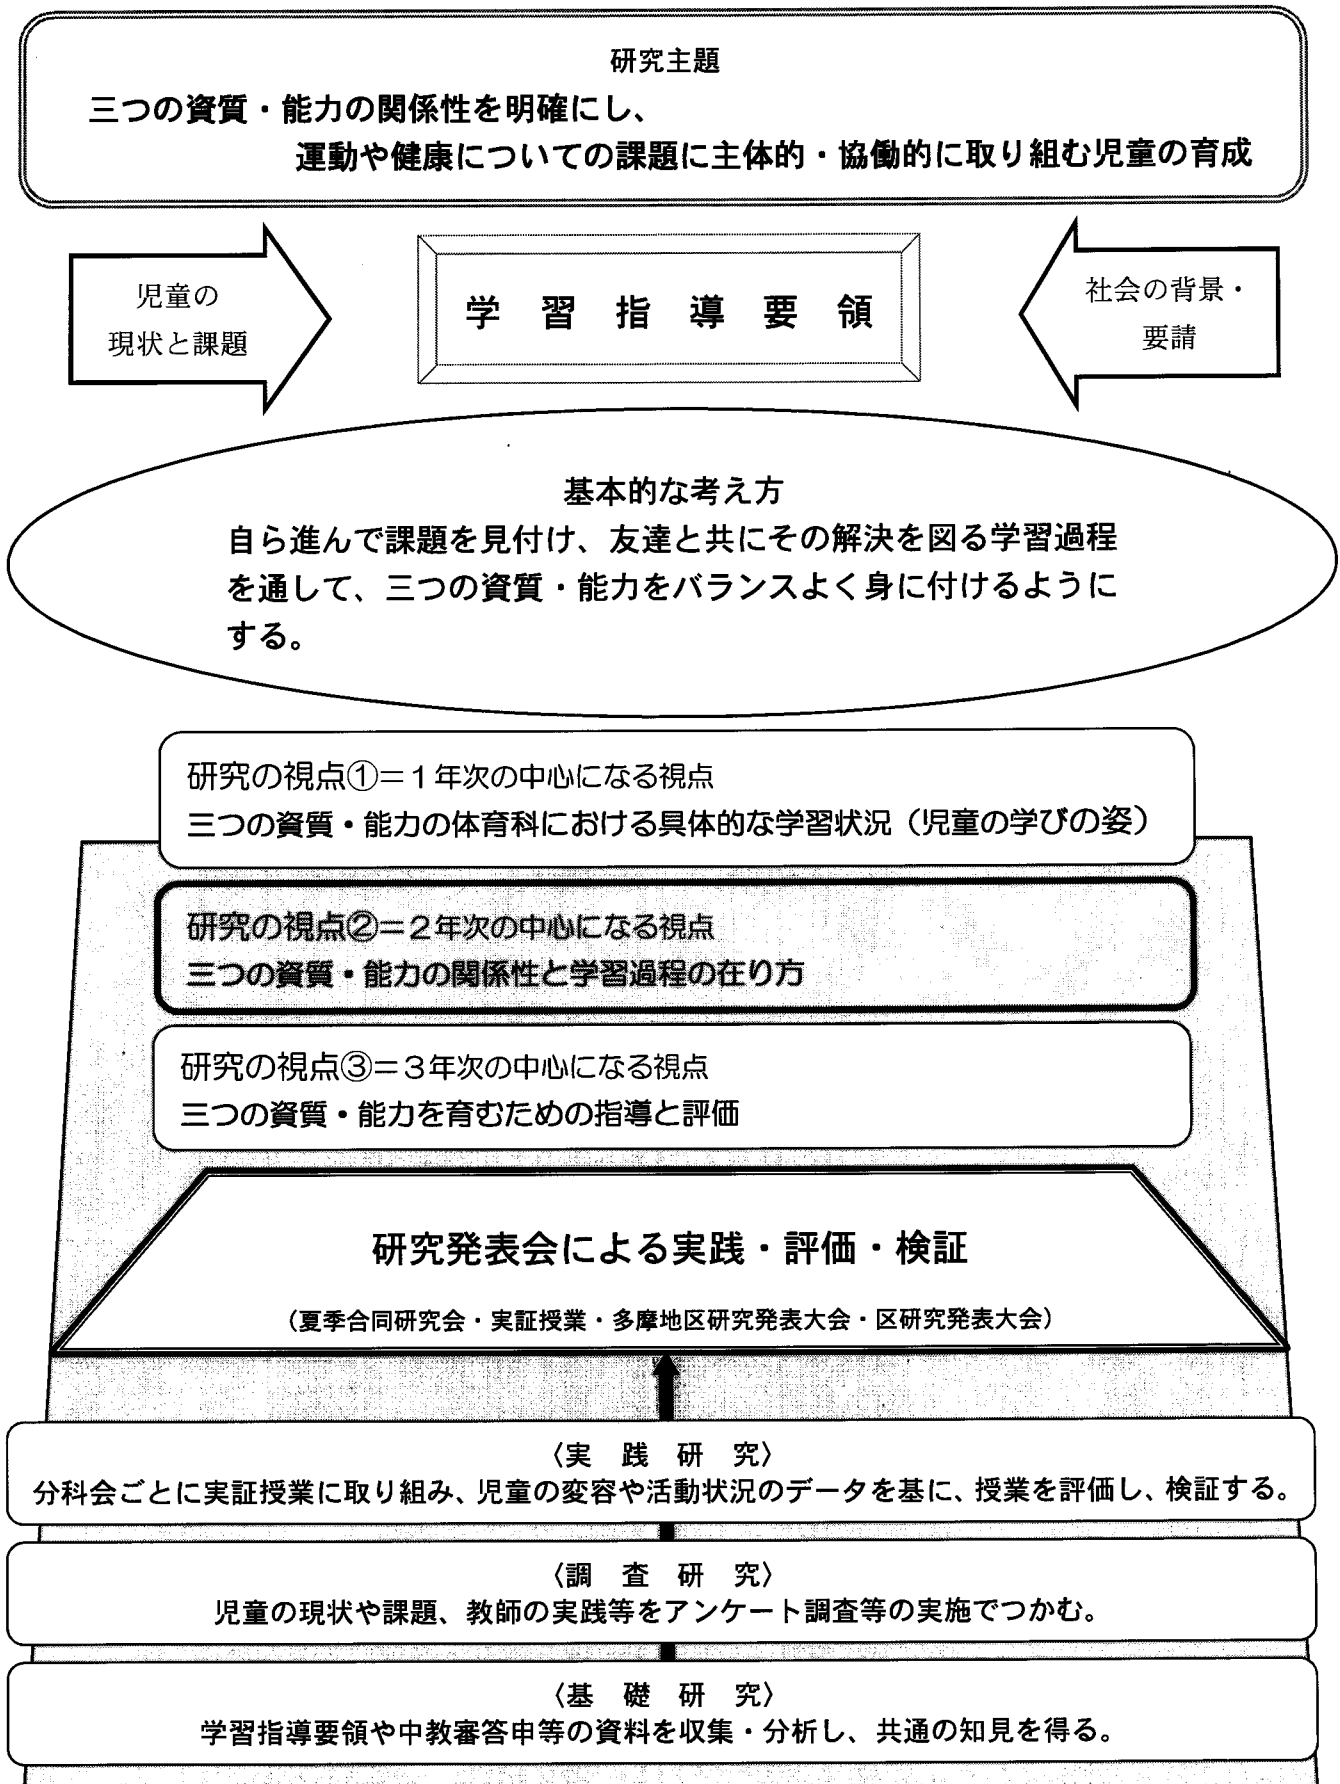 研究主題
三つの資質・能力の関係性を明確にし、
運動や健康についての課題に主体的・協働的に取り組む児童の育成
児童の
現状と課題
学習指導要領
社会の背景・
要請
基本的な考え方
自ら進んで課題を見付け、友達と共にその解決を図る学習過程
を通して、三つの資質・能力をバランスよく身に付けるように
する。
研究の視点①＝１年次の中心になる視点
三つの資質・能力の体育科における具体的な学習状況（児童の学びの姿）
研究の視点②＝２年次の中心になる視点
三つの資質・能力の関係性と学習過程の在り方
研究の視点③＝３年次の中心になる視点
三つの資質・能力を育むための指導と評価
研究発表会による実践・評価・検証
（夏季合同研究会・実証授業・多摩地区研究発表大会・区研究発表大会）
〈実　践　研　究〉
分科会ごとに実証授業に取り組み、児童の変容や活動状況のデータを基に、授業を評価し、検証する。
〈調　査　研　究〉
児童の現状や課題、教師の実践等をアンケート調査等の実施でつかむ。
〈基　礎　研　究〉
学習指導要領や中教審答申等の資料を収集・分析し、共通の知見を得る。